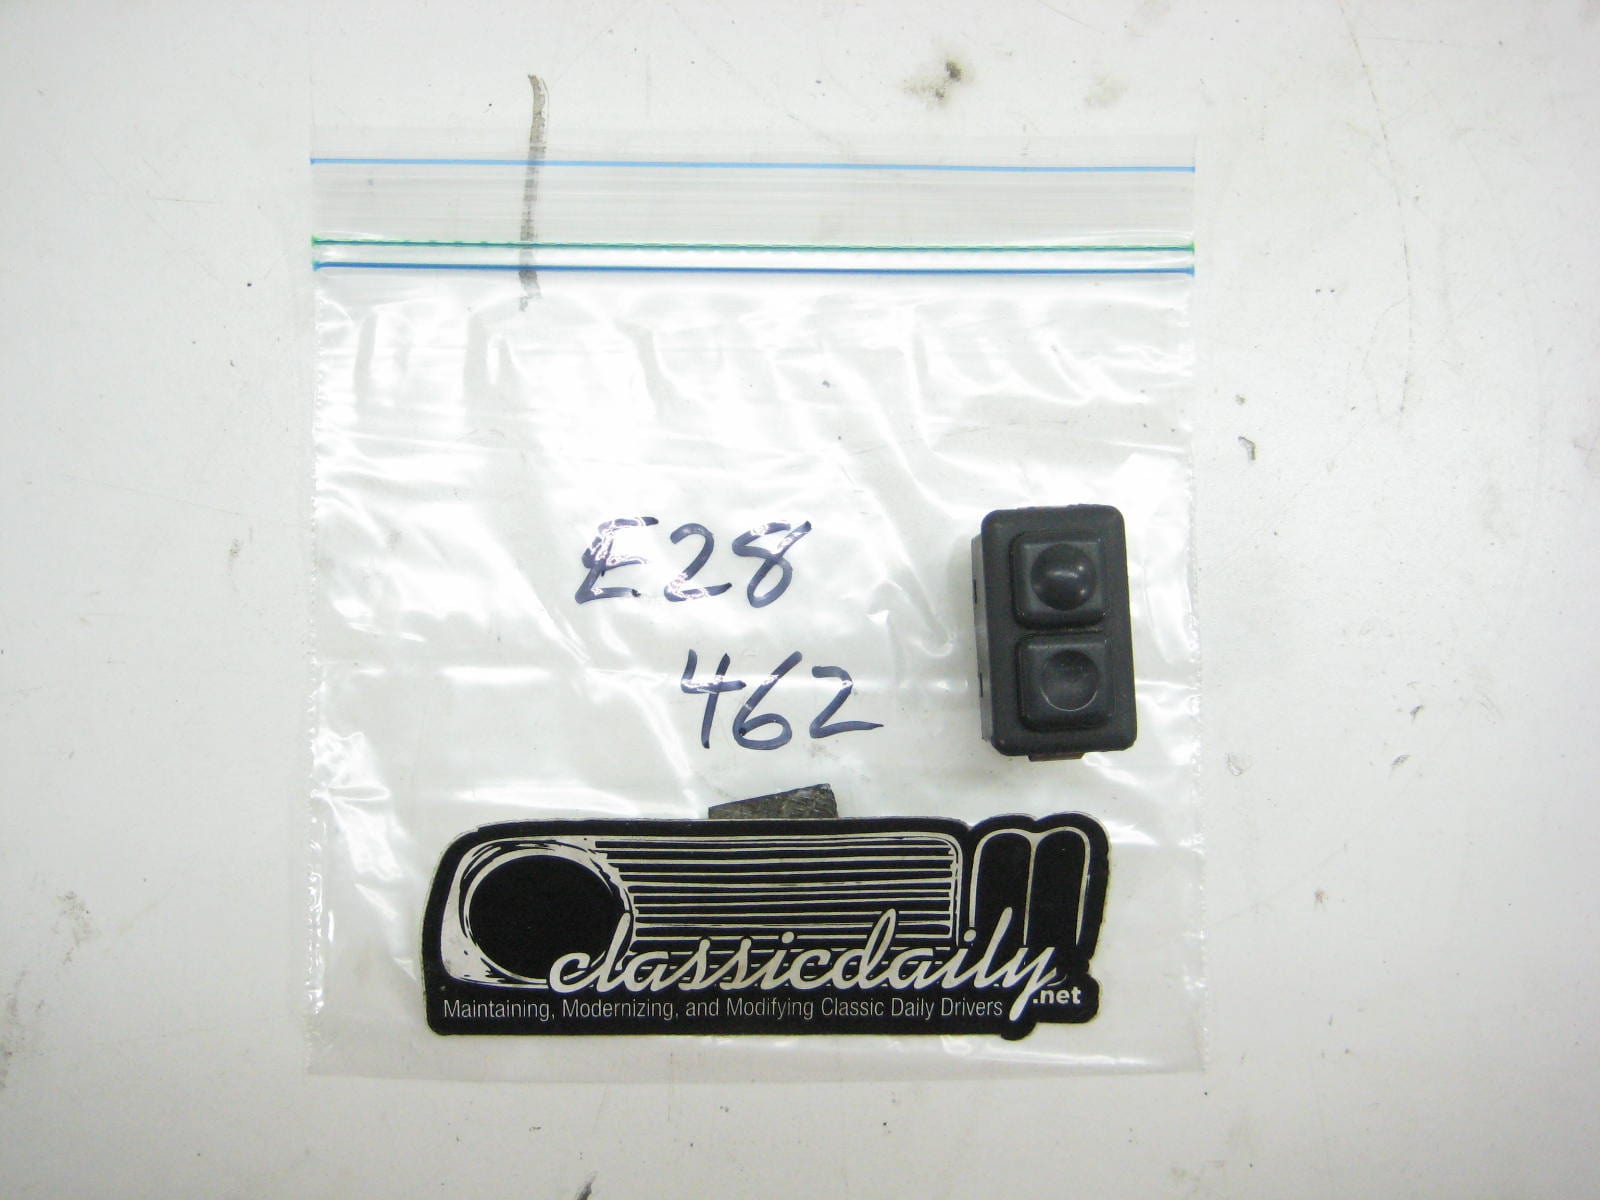 E28
462
classicdaily
.net
Maintaining, Modernizing, and Modifying Classic Daily Drivers